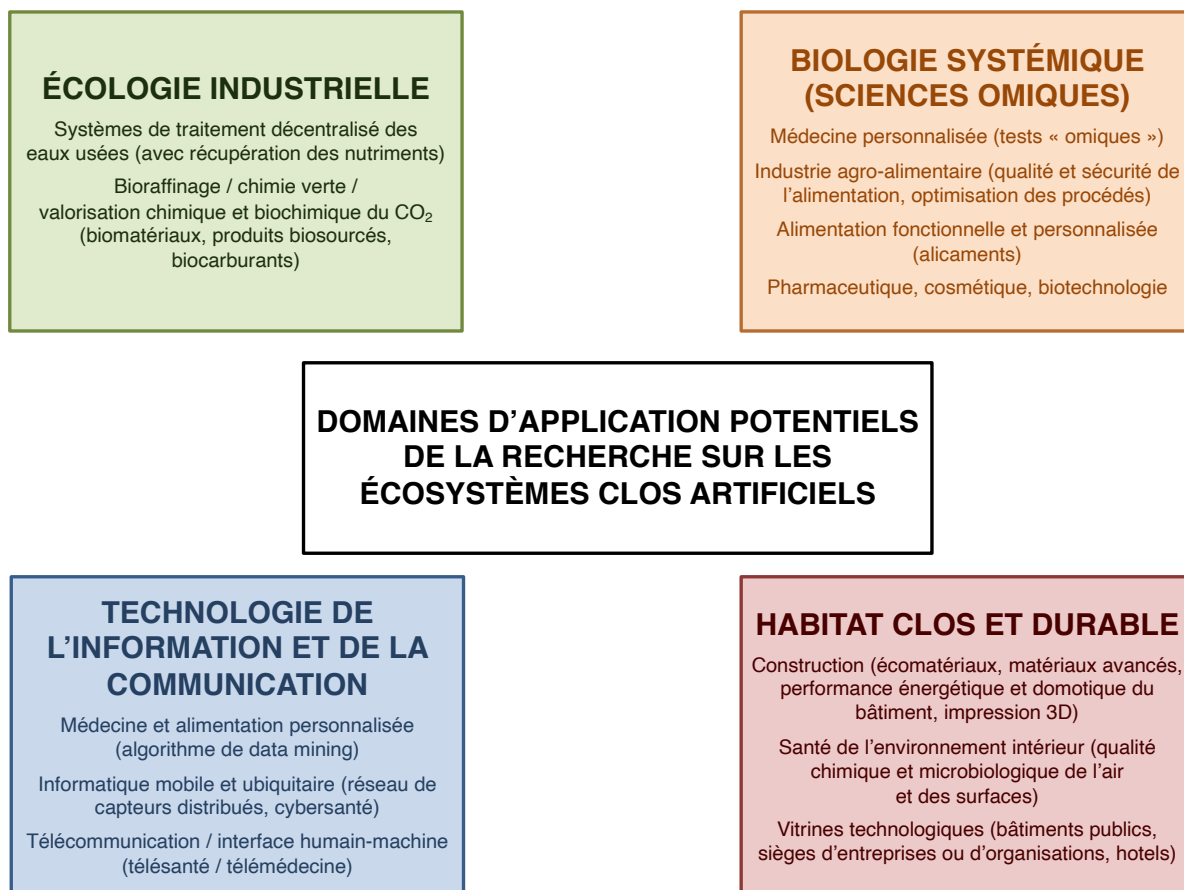 ÉCOLOGIE INDUSTRIELLE
Systèmes de traitement décentralisé des
eaux usées (avec récupération des nutriments)
Bioraffinage / chimie verte /
valorisation chimique et biochimique du CO₂
(biomatériaux, produits biosourcés,
biocarburants)
BIOLOGIE SYSTÉMIQUE
(SCIENCES OMIQUES)
Médecine personnalisée (tests « omiques »)
Industrie agro-alimentaire (qualité et sécurité de
l’alimentation, optimisation des procédés)
Alimentation fonctionnelle et personnalisée
(alicaments)
Pharmaceutique, cosmétique, biotechnologie
DOMAINES D’APPLICATION POTENTIELS
DE LA RECHERCHE SUR LES
ÉCOSYSTÈMES CLOS ARTIFICIELS
TECHNOLOGIE DE
L’INFORMATION ET DE LA
COMMUNICATION
Médecine et alimentation personnalisée
(algorithme de data mining)
Informatique mobile et ubiquitaire (réseau de
capteurs distribués, cybersanté)
Télécommunication / interface humain-machine
(télésanté / télémédecine)
HABITAT CLOS ET DURABLE
Construction (écomatériaux, matériaux avancés,
performance énergétique et domotique du
bâtiment, impression 3D)
Santé de l’environnement intérieur (qualité
chimique et microbiologique de l’air
et des surfaces)
Vitrines technologiques (bâtiments publics,
sièges d’entreprises ou d’organisations, hotels)